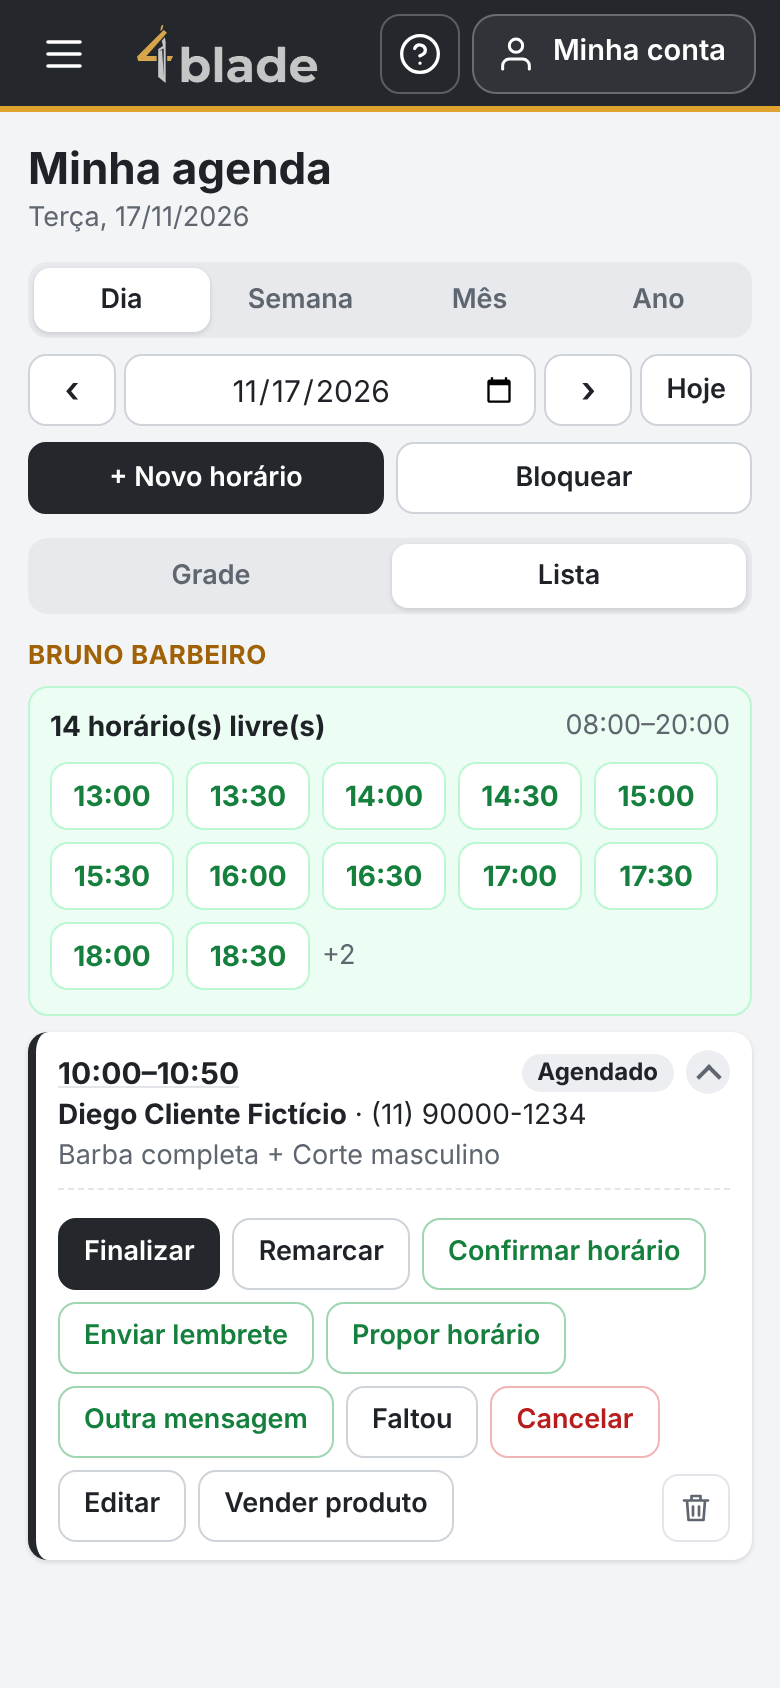 4blade
Minha conta
Minha agenda
Terça, 17/11/2026
Dia Semana Mês Ano
‹ 11/17/2026 › Hoje
+ Novo horário Bloquear
Grade Lista
BRUNO BARBEIRO
14 horário(s) livre(s) 08:00–20:00
13:00 13:30 14:00 14:30 15:00
15:30 16:00 16:30 17:00 17:30
18:00 18:30 +2
10:00–10:50 Agendado
Diego Cliente Fictício · (11) 90000-1234
Barba completa + Corte masculino
Finalizar Remarcar Confirmar horário
Enviar lembrete Propor horário
Outra mensagem Faltou Cancelar
Editar Vender produto